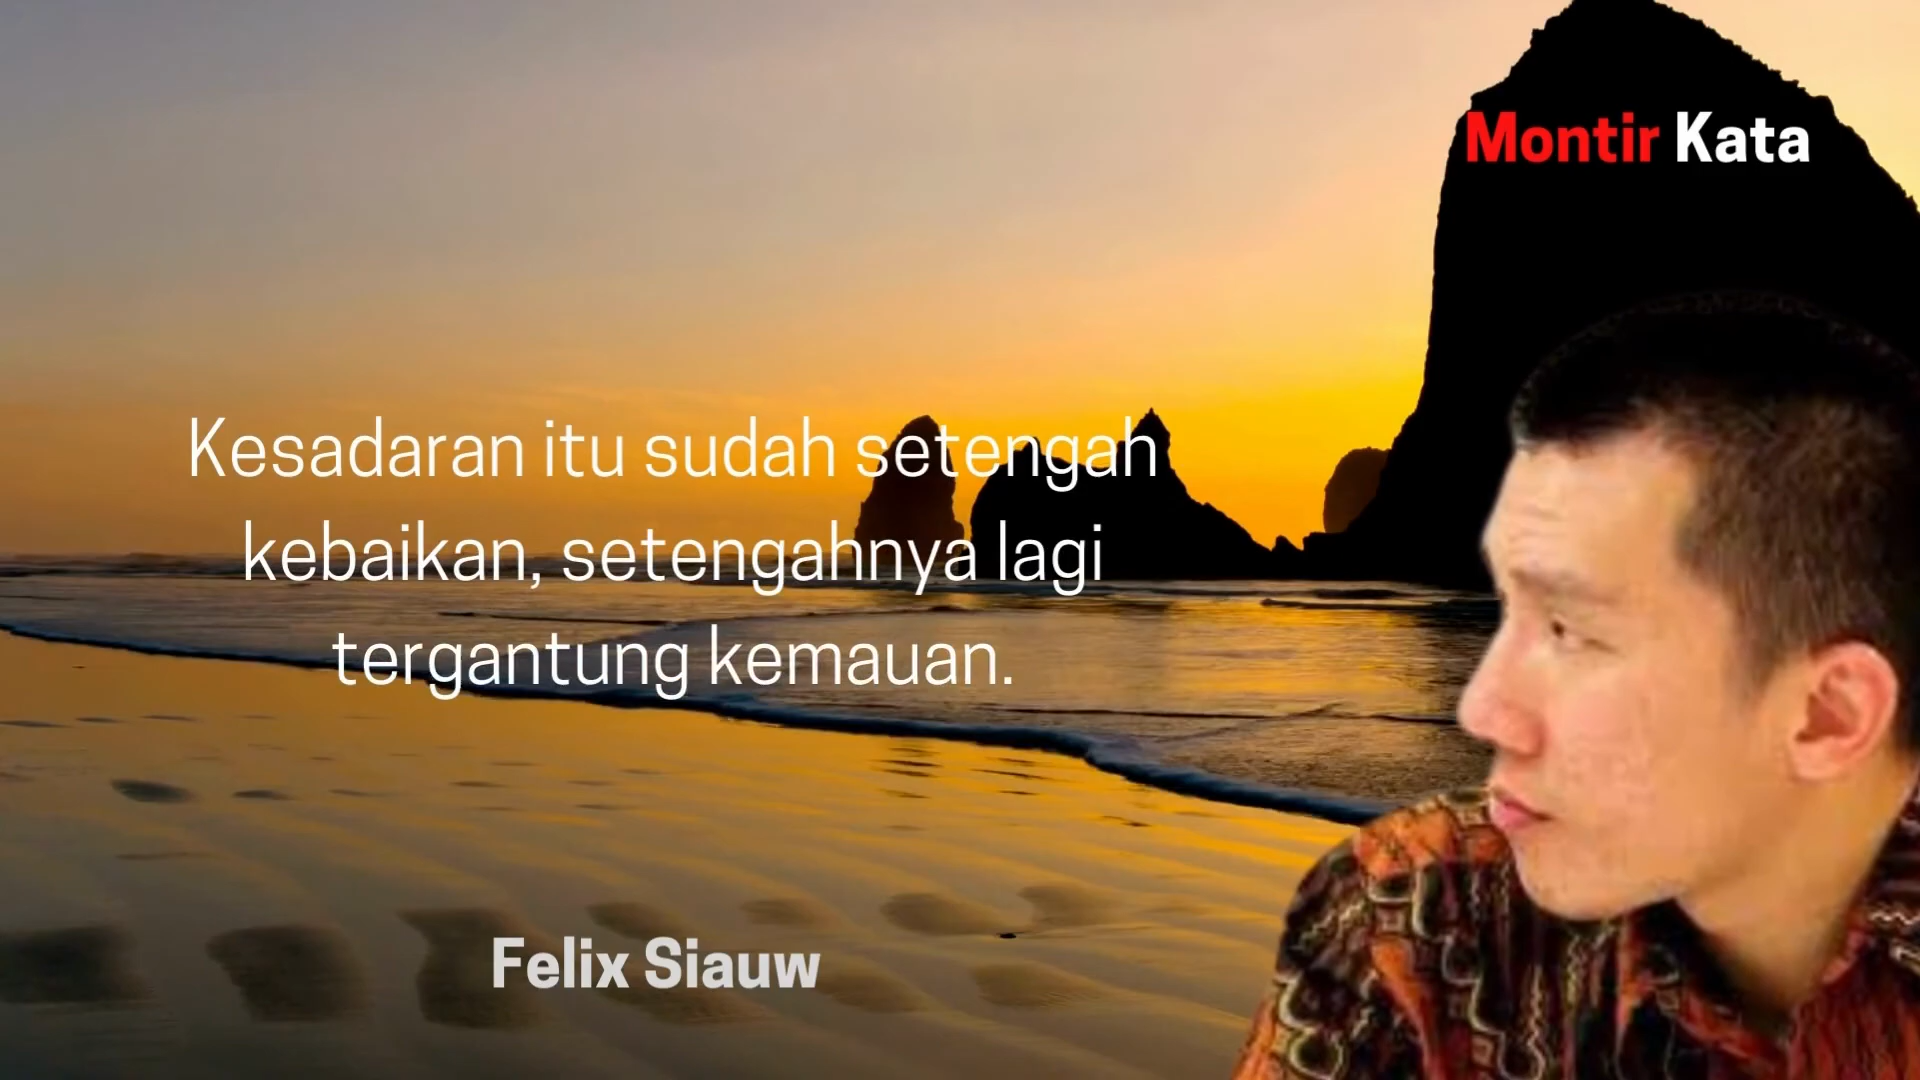 Montir Kata
Kesadaran itu sudah setengah
kebaikan, setengahnya lagi
tergantung kemauan.
Felix Siauw